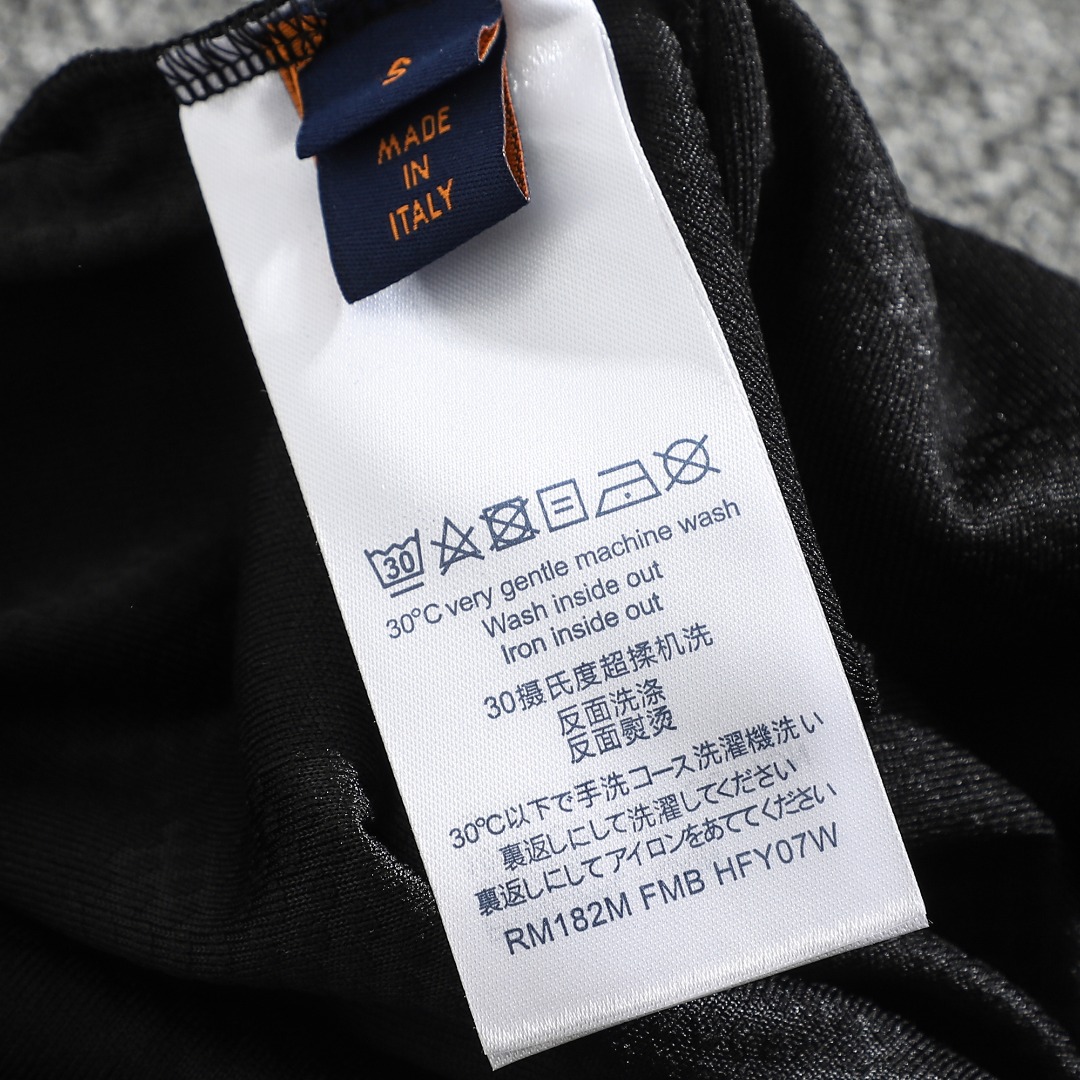 S
MADE
IN
ITALY
30
30°C very gentle machine wash
Wash inside out
Iron inside out
30摄氏度超揉机洗
反面洗涤
反面熨烫
30℃以下で手洗コース洗濯機洗い
裏返しにして洗濯してください
裏返しにしてアイロンをあててください
RM182M FMB HFY07W